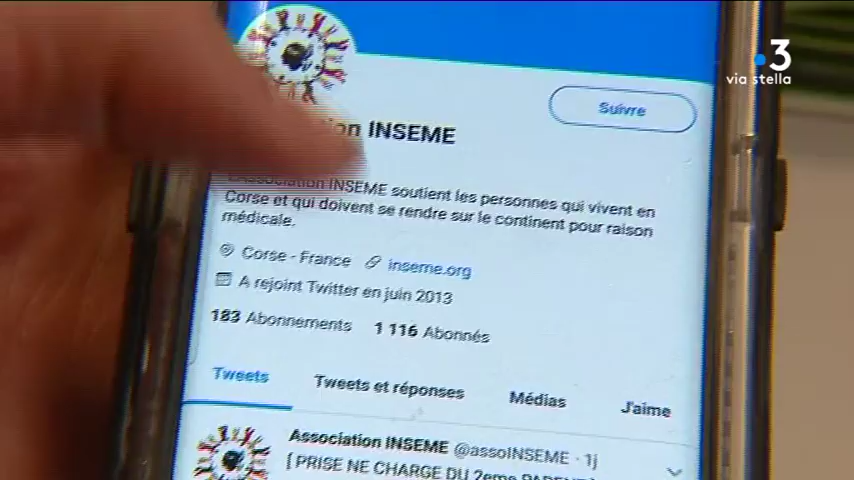 3
via stella
Suivre
INSEME
L'Association INSEME soutient les personnes qui vivent en
Corse et qui doivent se rendre sur le continent pour raison
médicale.
Corse - France inseme.org
A rejoint Twitter en juin 2013
183 Abonnements 1 116 Abonnés
Tweets Tweets et réponses Médias J'aime
Association INSEME @assoINSEME · 1j
[ PRISE NE CHARGE DU 2eme PARENT